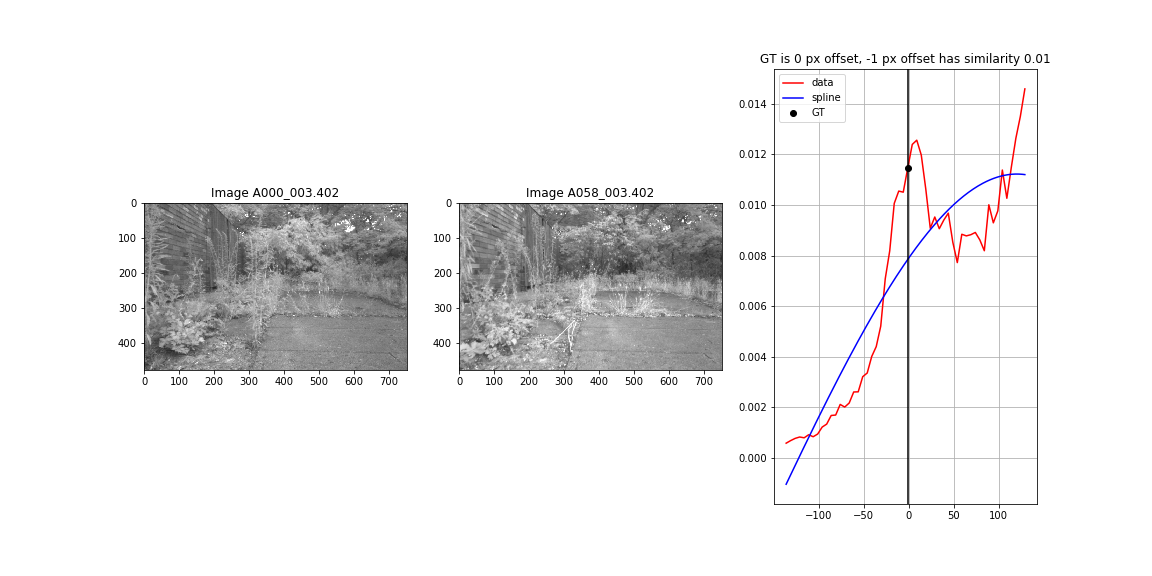 GT is 0 px offset, -1 px offset has similarity 0.01
data
spline
GT
0.014
0.012
0.010
0.008
0.006
0.004
0.002
0.000
−100 −50 0 50 100
Image A000_003.402
0
100
200
300
400
0 100 200 300 400 500 600 700
Image A058_003.402
0
100
200
300
400
0 100 200 300 400 500 600 700